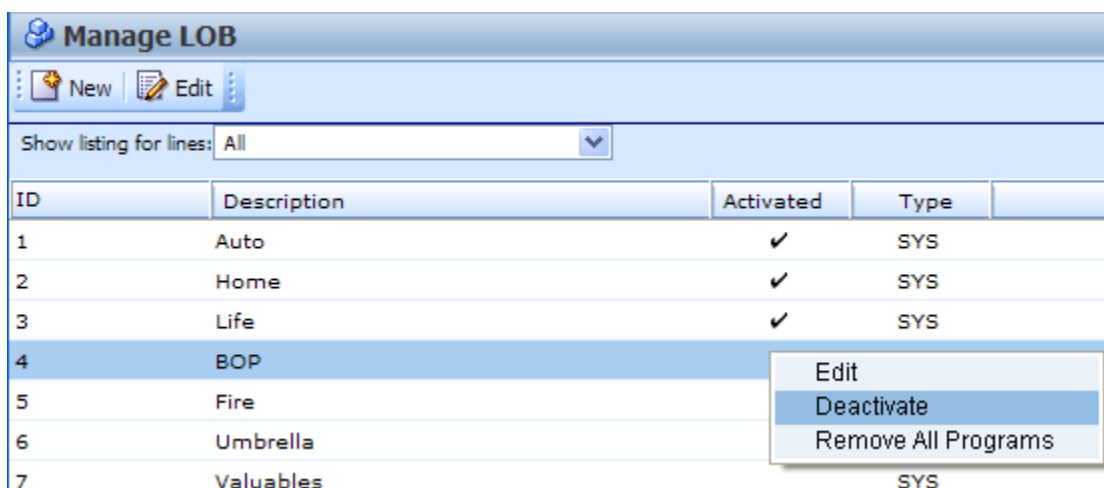 Manage LOB
New Edit
Show listing for lines: All
ID Description Activated Type
1 Auto ✔ SYS
2 Home ✔ SYS
3 Life ✔ SYS
4 BOP
Edit
5 Fire
Deactivate
6 Umbrella
Remove All Programs
7 Valuables SYS